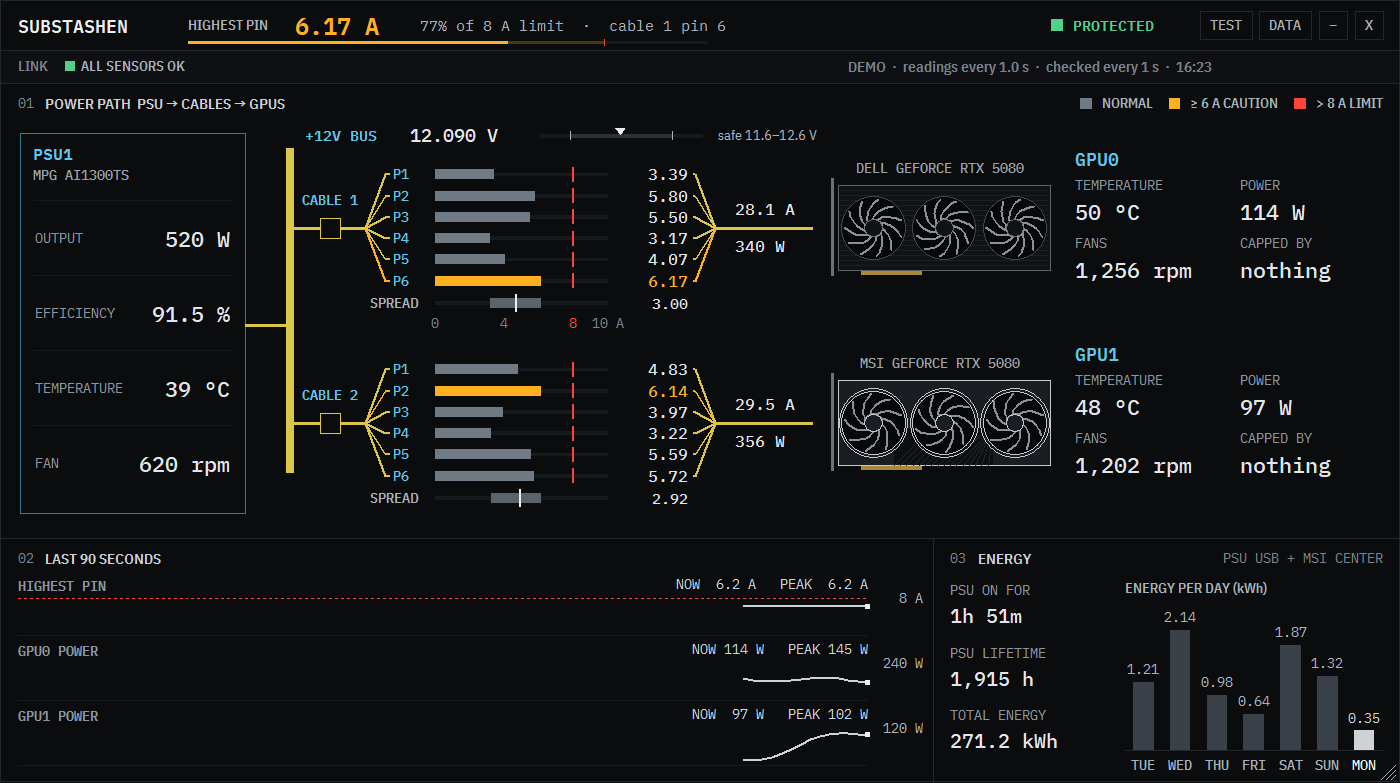 SUBSTASHEN HIGHEST PIN 6.17 A 77% of 8 A limit · cable 1 pin 6 PROTECTED TEST DATA − X
LINK ALL SENSORS OK DEMO · readings every 1.0 s · checked every 1 s · 16:23
01 POWER PATH PSU → CABLES → GPUS NORMAL ≥ 6 A CAUTION > 8 A LIMIT
+12V BUS 12.090 V safe 11.6–12.6 V
PSU1
MPG AI1300TS
OUTPUT 520 W
EFFICIENCY 91.5 %
TEMPERATURE 39 °C
FAN 620 rpm
CABLE 1
P1 3.39
P2 5.80
P3 5.50
P4 3.17
P5 4.07
P6 6.17
SPREAD 3.00
0 4 8 10 A
28.1 A
340 W
DELL GEFORCE RTX 5080
GPU0
TEMPERATURE POWER
50 °C 114 W
FANS CAPPED BY
1,256 rpm nothing
CABLE 2
P1 4.83
P2 6.14
P3 3.97
P4 3.22
P5 5.59
P6 5.72
SPREAD 2.92
29.5 A
356 W
MSI GEFORCE RTX 5080
GPU1
TEMPERATURE POWER
48 °C 97 W
FANS CAPPED BY
1,202 rpm nothing
02 LAST 90 SECONDS
HIGHEST PIN NOW 6.2 A PEAK 6.2 A
8 A
GPU0 POWER NOW 114 W PEAK 145 W
240 W
GPU1 POWER NOW 97 W PEAK 102 W
120 W
03 ENERGY PSU USB + MSI CENTER
PSU ON FOR
1h 51m
PSU LIFETIME
1,915 h
TOTAL ENERGY
271.2 kWh
ENERGY PER DAY (kWh)
1.21 2.14 0.98 0.64 1.87 1.32 0.35
TUE WED THU FRI SAT SUN MON